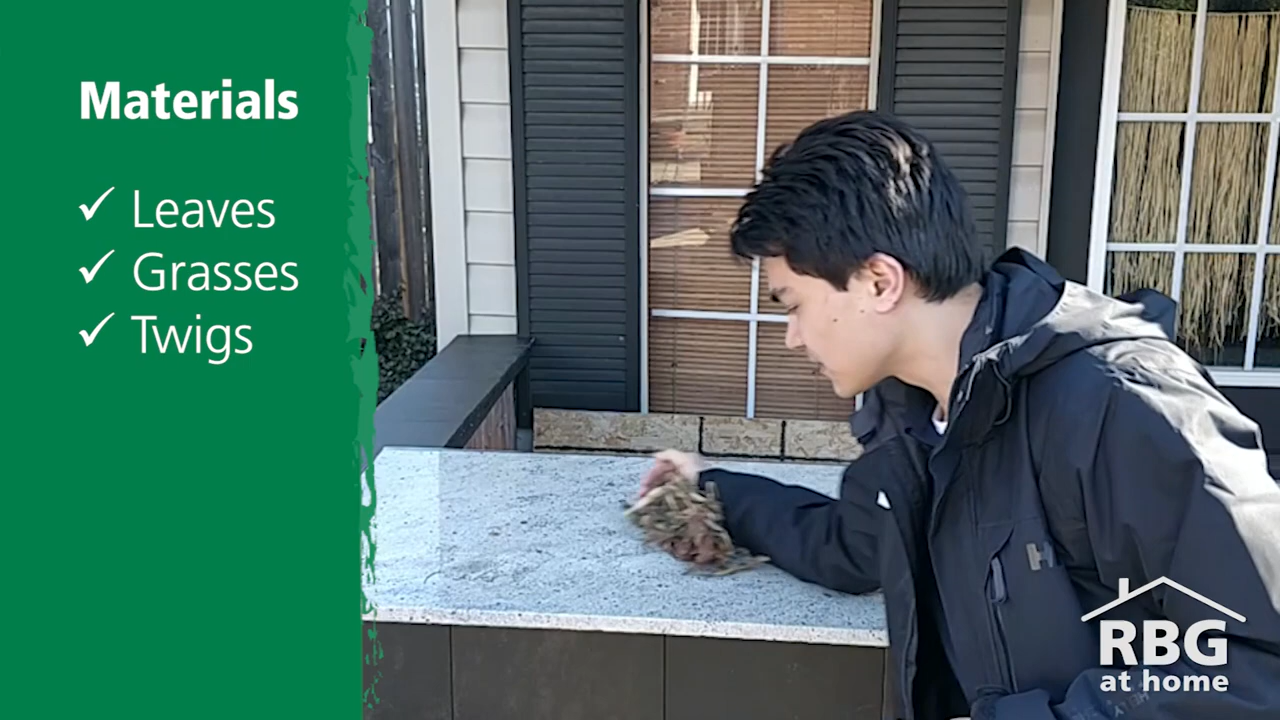 Materials
✓ Leaves
✓ Grasses
✓ Twigs
RBG
at home